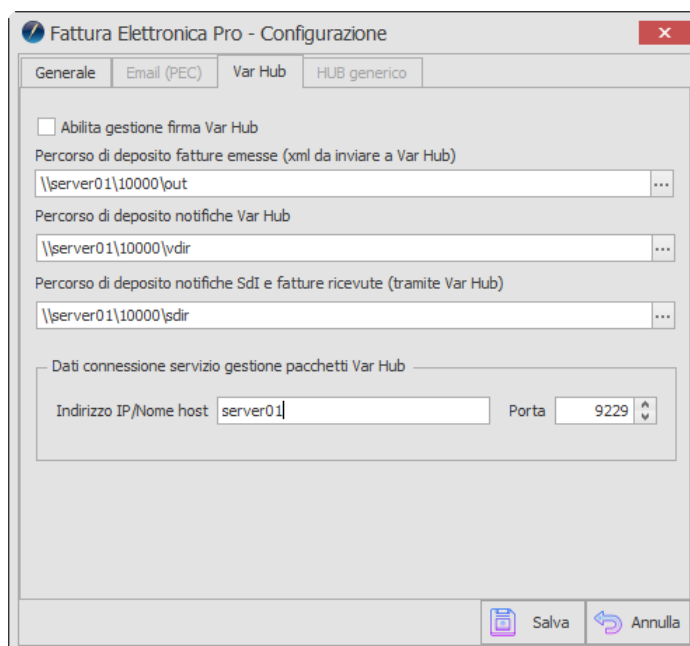 Fattura Elettronica Pro - Configurazione
Generale Email (PEC) Var Hub HUB generico
Abilita gestione firma Var Hub
Percorso di deposito fatture emesse (xml da inviare a Var Hub)
\\server01\10000\out ...
Percorso di deposito notifiche Var Hub
\\server01\10000\vdir ...
Percorso di deposito notifiche SdI e fatture ricevute (tramite Var Hub)
\\server01\10000\sdir ...
Dati connessione servizio gestione pacchetti Var Hub
Indirizzo IP/Nome host server01 Porta 9229
Salva Annulla